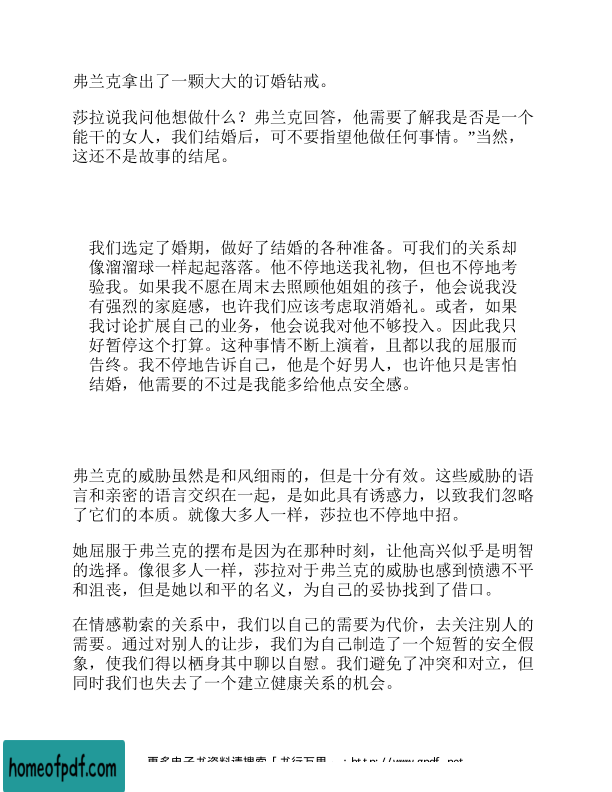 弗兰克拿出了一颗大大的订婚钻戒。
莎拉说我问他想做什么？弗兰克回答，他需要了解我是否是一个
能干的女人，我们结婚后，可不要指望他做任何事情。”当然，
这还不是故事的结尾。
我们选定了婚期，做好了结婚的各种准备。可我们的关系却
像溜溜球一样起起落落。他不停地送我礼物，但也不停地考
验我。如果我不愿在周末去照顾他姐姐的孩子，他会说我没
有强烈的家庭感，也许我们应该考虑取消婚礼。或者，如果
我讨论扩展自己的业务，他会说我对他不够投入。因此我只
好暂停这个打算。这种事情不断上演着，且都以我的屈服而
告终。我不停地告诉自己，他是个好男人，也许他只是害怕
结婚，他需要的不过是我能多给他点安全感。
弗兰克的威胁虽然是和风细雨的，但是十分有效。这些威胁的语
言和亲密的语言交织在一起，是如此具有诱惑力，以致我们忽略
了它们的本质。就像大多人一样，莎拉也不停地中招。
她屈服于弗兰克的摆布是因为在那种时刻，让他高兴似乎是明智
的选择。像很多人一样，莎拉对于弗兰克的威胁也感到愤懑不平
和沮丧，但是她以和平的名义，为自己的妥协找到了借口。
在情感勒索的关系中，我们以自己的需要为代价，去关注别人的
需要。通过对别人的让步，我们为自己制造了一个短暂的安全假
象，使我们得以栖身其中聊以自慰。我们避免了冲突和对立，但
同时我们也失去了一个建立健康关系的机会。
homeofpdf.com